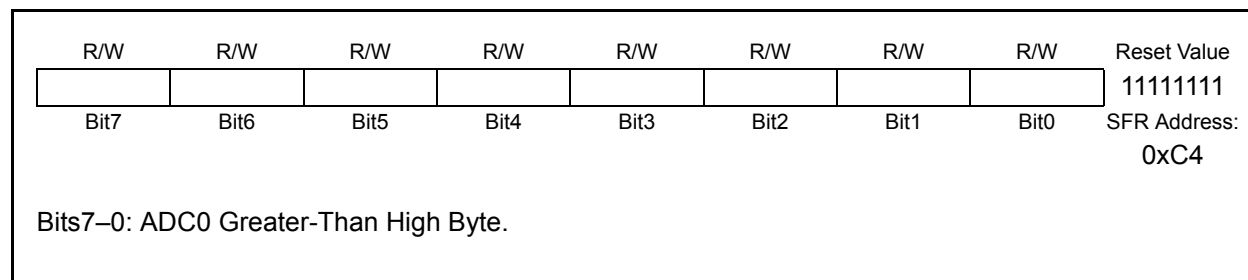 R/W R/W R/W R/W R/W R/W R/W R/W Reset Value
11111111
Bit7 Bit6 Bit5 Bit4 Bit3 Bit2 Bit1 Bit0 SFR Address:
0xC4
Bits7–0: ADC0 Greater-Than High Byte.